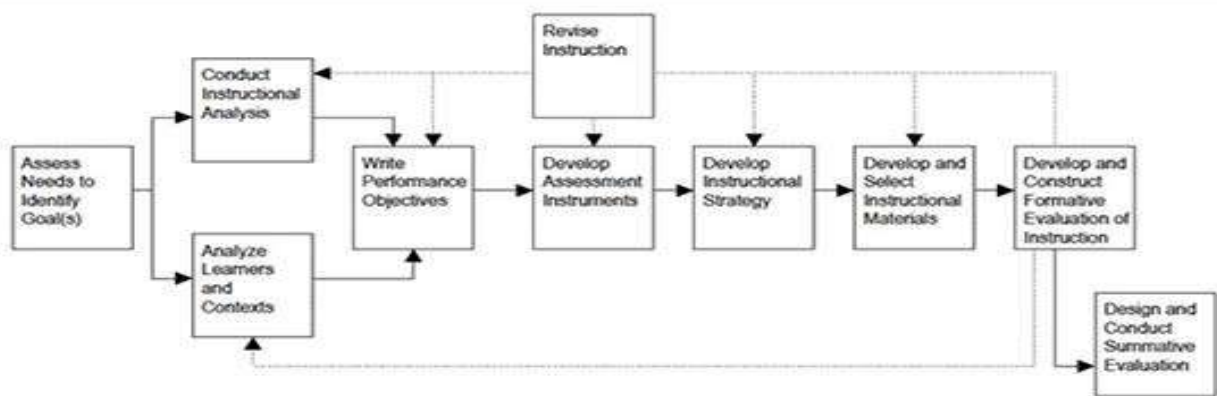 Revise
Instruction
Conduct
Instructional
Analysis
Assess
Needs to
Identify
Goal(s)
Write
Performance
Objectives
Develop
Assessment
Instruments
Develop
Instructional
Strategy
Develop and
Select
Instructional
Materials
Develop and
Construct
Formative
Evaluation of
Instruction
Analyze
Learners
and
Contexts
Design and
Conduct
Summative
Evaluation